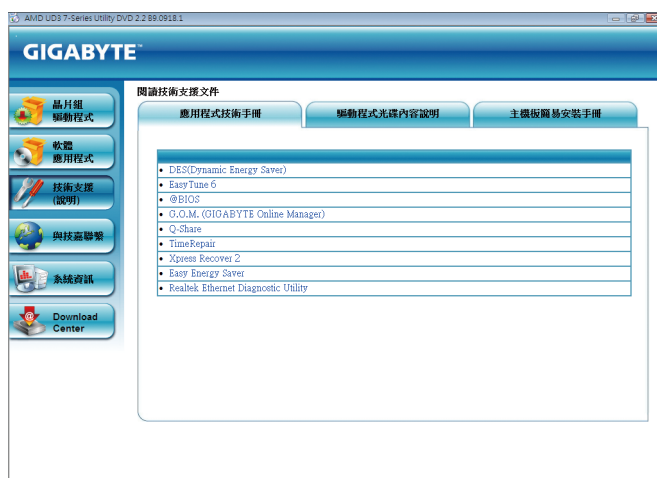 AMD UD3 7-Series Utility DVD 2.2 B9.0918.1
GIGABYTE™
晶片組
驅動程式
軟體
應用程式
技術支援
(說明)
與技嘉聯繫
系統資訊
Download
Center
閱讀技術支援文件
應用程式技術手冊
驅動程式光碟內容說明
主機板簡易安裝手冊
• DES(Dynamic Energy Saver)
• EasyTune 6
• @BIOS
• G.O.M. (GIGABYTE Online Manager)
• Q-Share
• TimeRepair
• Xpress Recover 2
• Easy Energy Saver
• Realtek Ethernet Diagnostic Utility